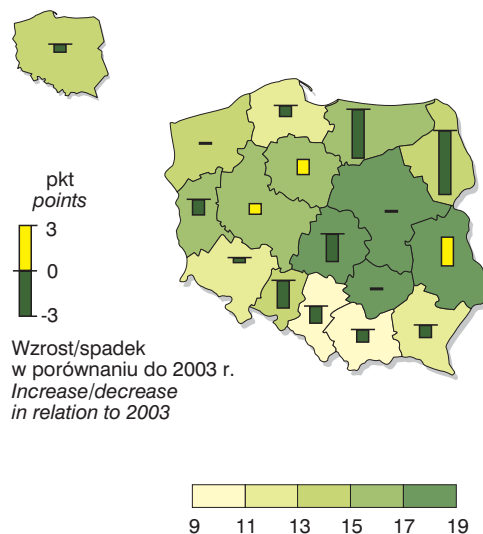 pkt
points
3
0
-3
Wzrost/spadek
w porównaniu do 2003 r.
Increase/decrease
in relation to 2003
9 11 13 15 17 19